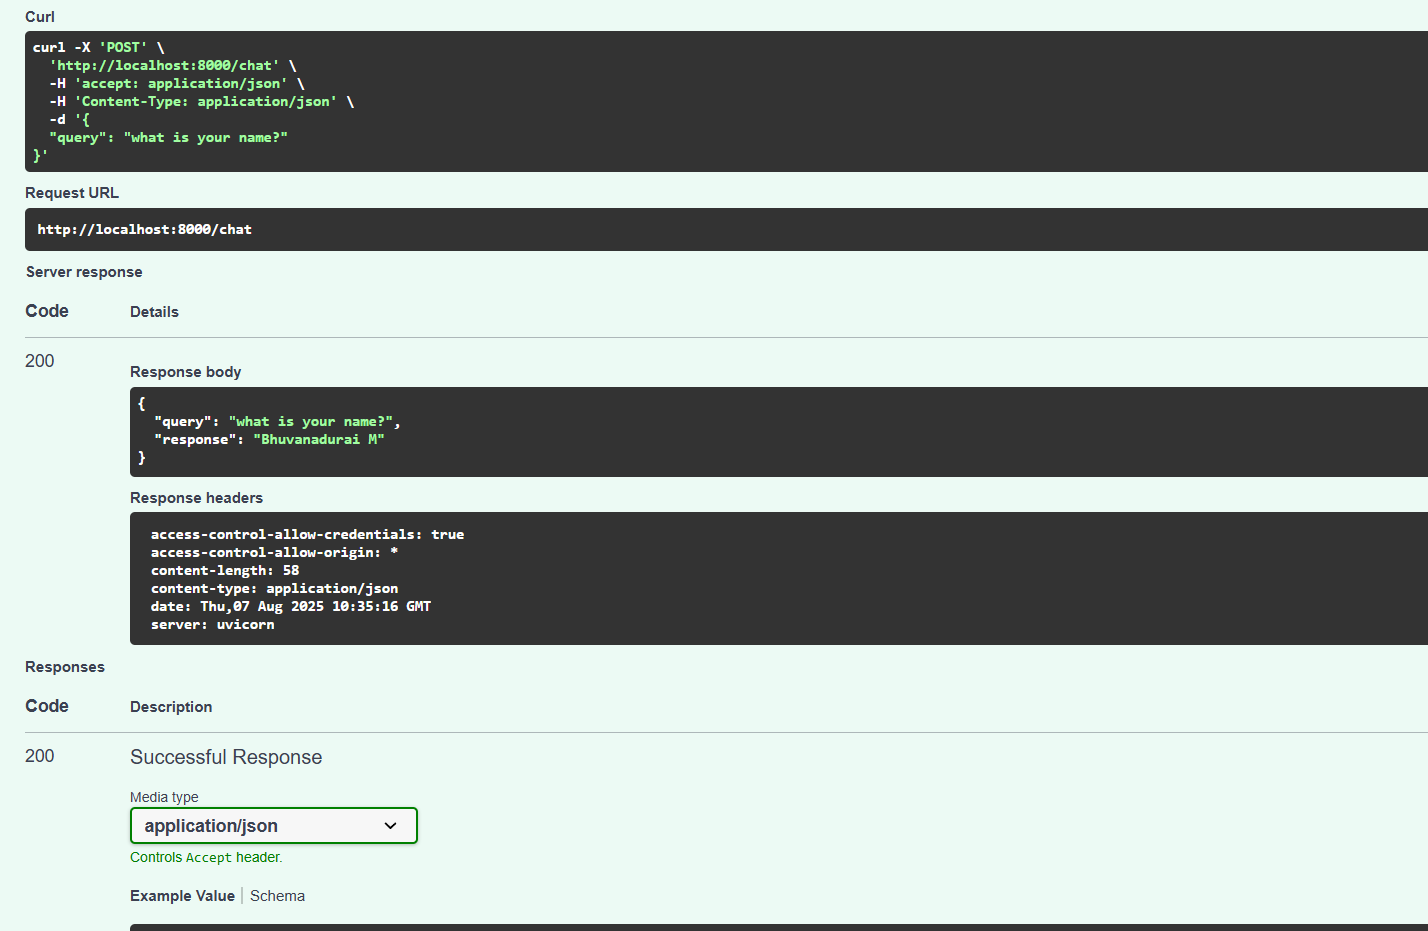 Curl
curl -X 'POST' \
  'http://localhost:8000/chat' \
  -H 'accept: application/json' \
  -H 'Content-Type: application/json' \
  -d '{
  "query": "what is your name?"
}'
Request URL
http://localhost:8000/chat
Server response
Code Details
200
Response body
{
  "query": "what is your name?",
  "response": "Bhuvanadurai M"
}
Response headers
access-control-allow-credentials: true
access-control-allow-origin: *
content-length: 58
content-type: application/json
date: Thu,07 Aug 2025 10:35:16 GMT
server: uvicorn
Responses
Code Description
200 Successful Response
Media type
application/json
Controls Accept header.
Example Value Schema